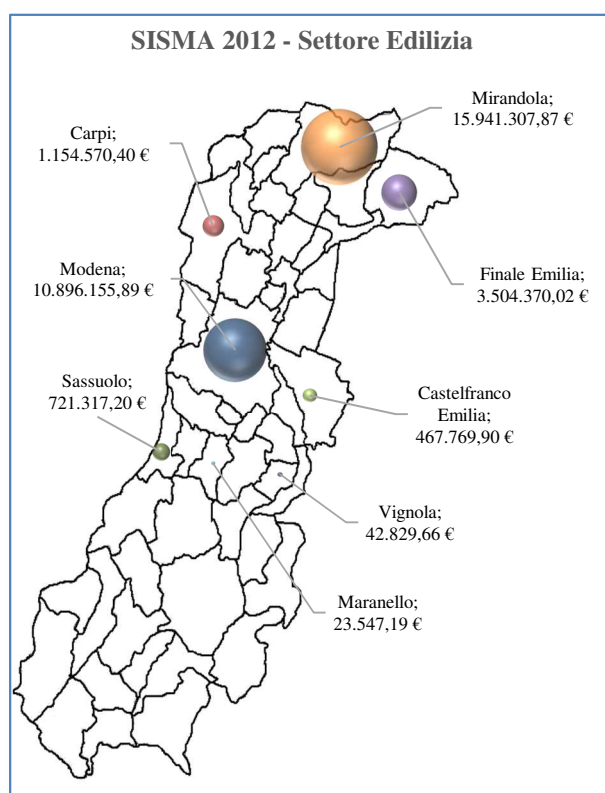 SISMA 2012 - Settore Edilizia
Mirandola;
15.941.307,87 €
Carpi;
1.154.570,40 €
Modena;
10.896.155,89 €
Finale Emilia;
3.504.370,02 €
Sassuolo;
721.317,20 €
Castelfranco
Emilia;
467.769,90 €
Vignola;
42.829,66 €
Maranello;
23.547,19 €